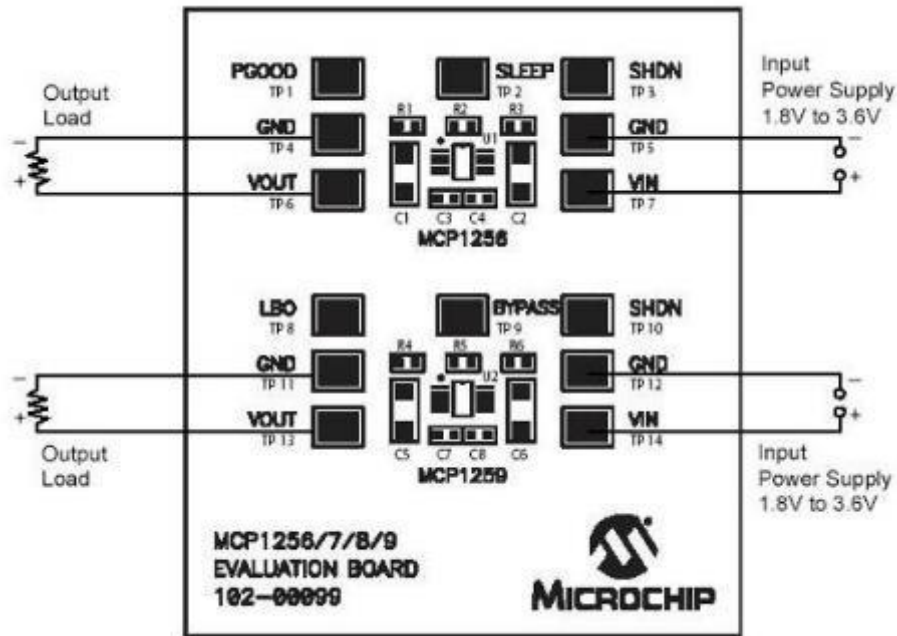 PGOOD
TP 1
SLEEP
TP 2
SHDN
TP 3
Input
Power Supply
1.8V to 3.6V
Output
Load
R1
R2
R3
GND
TP 4
U1
GND
TP 5
−
−
+
+
VOUT
TP 6
VIN
TP 7
C1
C3
C4
C2
MCP1256
LBO
TP 8
BYPASS
TP 9
SHDN
TP 10
R4
R5
R6
GND
TP 11
U2
GND
TP 12
−
−
+
+
VOUT
TP 13
VIN
TP 14
Output
Load
C5
C7
C8
C6
MCP1259
Input
Power Supply
1.8V to 3.6V
MCP1256/7/8/9
EVALUATION BOARD
102-00099
MICROCHIP